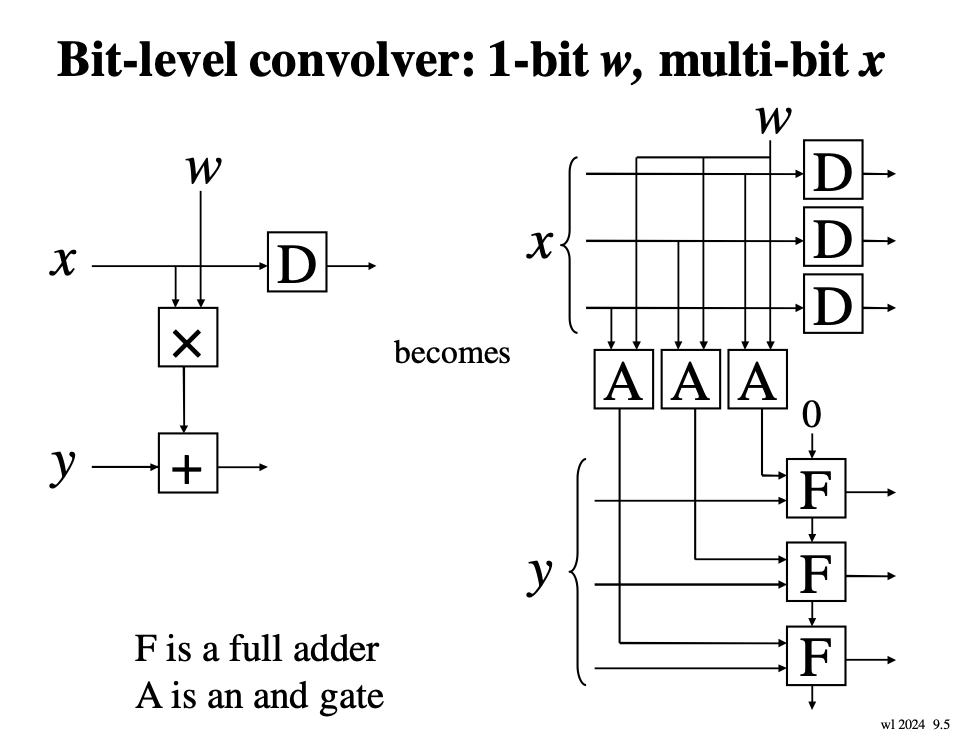 Bit-level convolver: 1-bit w, multi-bit x
w
x
D
×
y
+
becomes
w
x
D
D
D
A A A
0
y
F
F
F
F is a full adder
A is an and gate
wl 2024 9.5